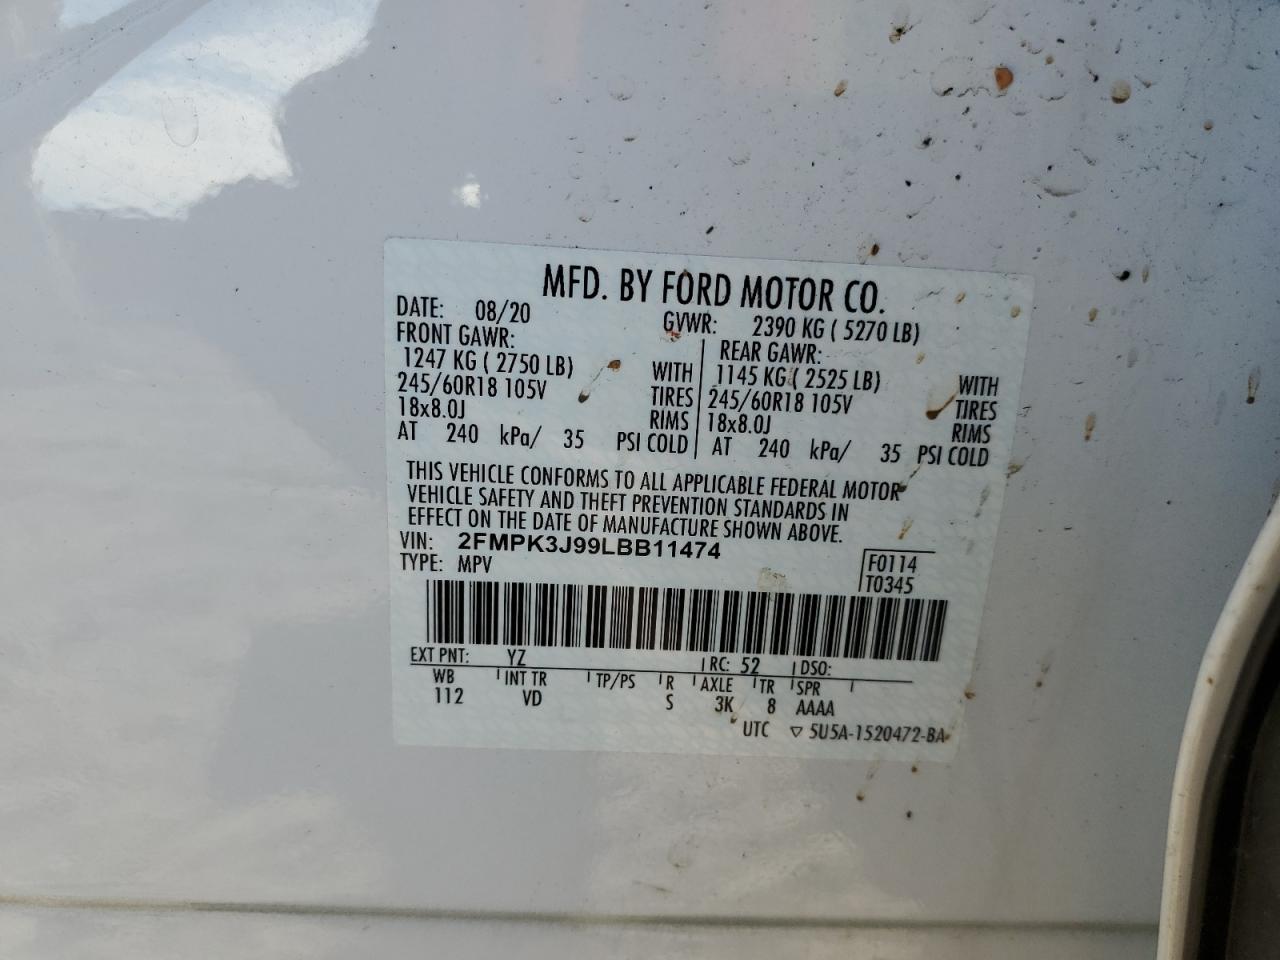 MFD. BY FORD MOTOR CO.
DATE: 08/20 GVWR: 2390 KG ( 5270 LB)
FRONT GAWR: REAR GAWR:
1247 KG ( 2750 LB) WITH 1145 KG ( 2525 LB) WITH
245/60R18 105V TIRES 245/60R18 105V TIRES
18x8.0J RIMS 18x8.0J RIMS
AT 240 kPa/ 35 PSI COLD AT 240 kPa/ 35 PSI COLD
THIS VEHICLE CONFORMS TO ALL APPLICABLE FEDERAL MOTOR
VEHICLE SAFETY AND THEFT PREVENTION STANDARDS IN
EFFECT ON THE DATE OF MANUFACTURE SHOWN ABOVE.
VIN: 2FMPK3J99LBB11474
TYPE: MPV
F0114
T0345
EXT PNT: YZ RC: 52 DSO:
WB INT TR TP/PS R AXLE TR SPR
112 VD S 3K 8 AAAA
UTC ▽ 5U5A-1520472-BA